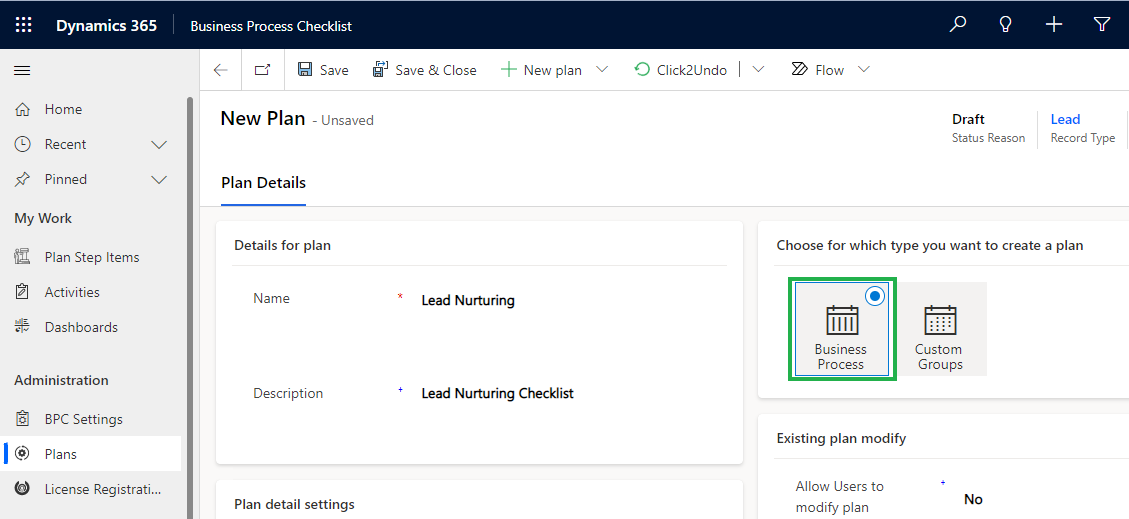 Dynamics 365
Business Process Checklist
Save
Save & Close
New plan
Click2Undo
Flow
Home
Recent
Pinned
My Work
Plan Step Items
Activities
Dashboards
Administration
BPC Settings
Plans
License Registrati...
New Plan - Unsaved
Draft
Status Reason
Lead
Record Type
Plan Details
Details for plan
Name *
Lead Nurturing
Description +
Lead Nurturing Checklist
Plan detail settings
Choose for which type you want to create a plan
Business
Process
Custom
Groups
Existing plan modify
Allow Users to
modify plan
+
No